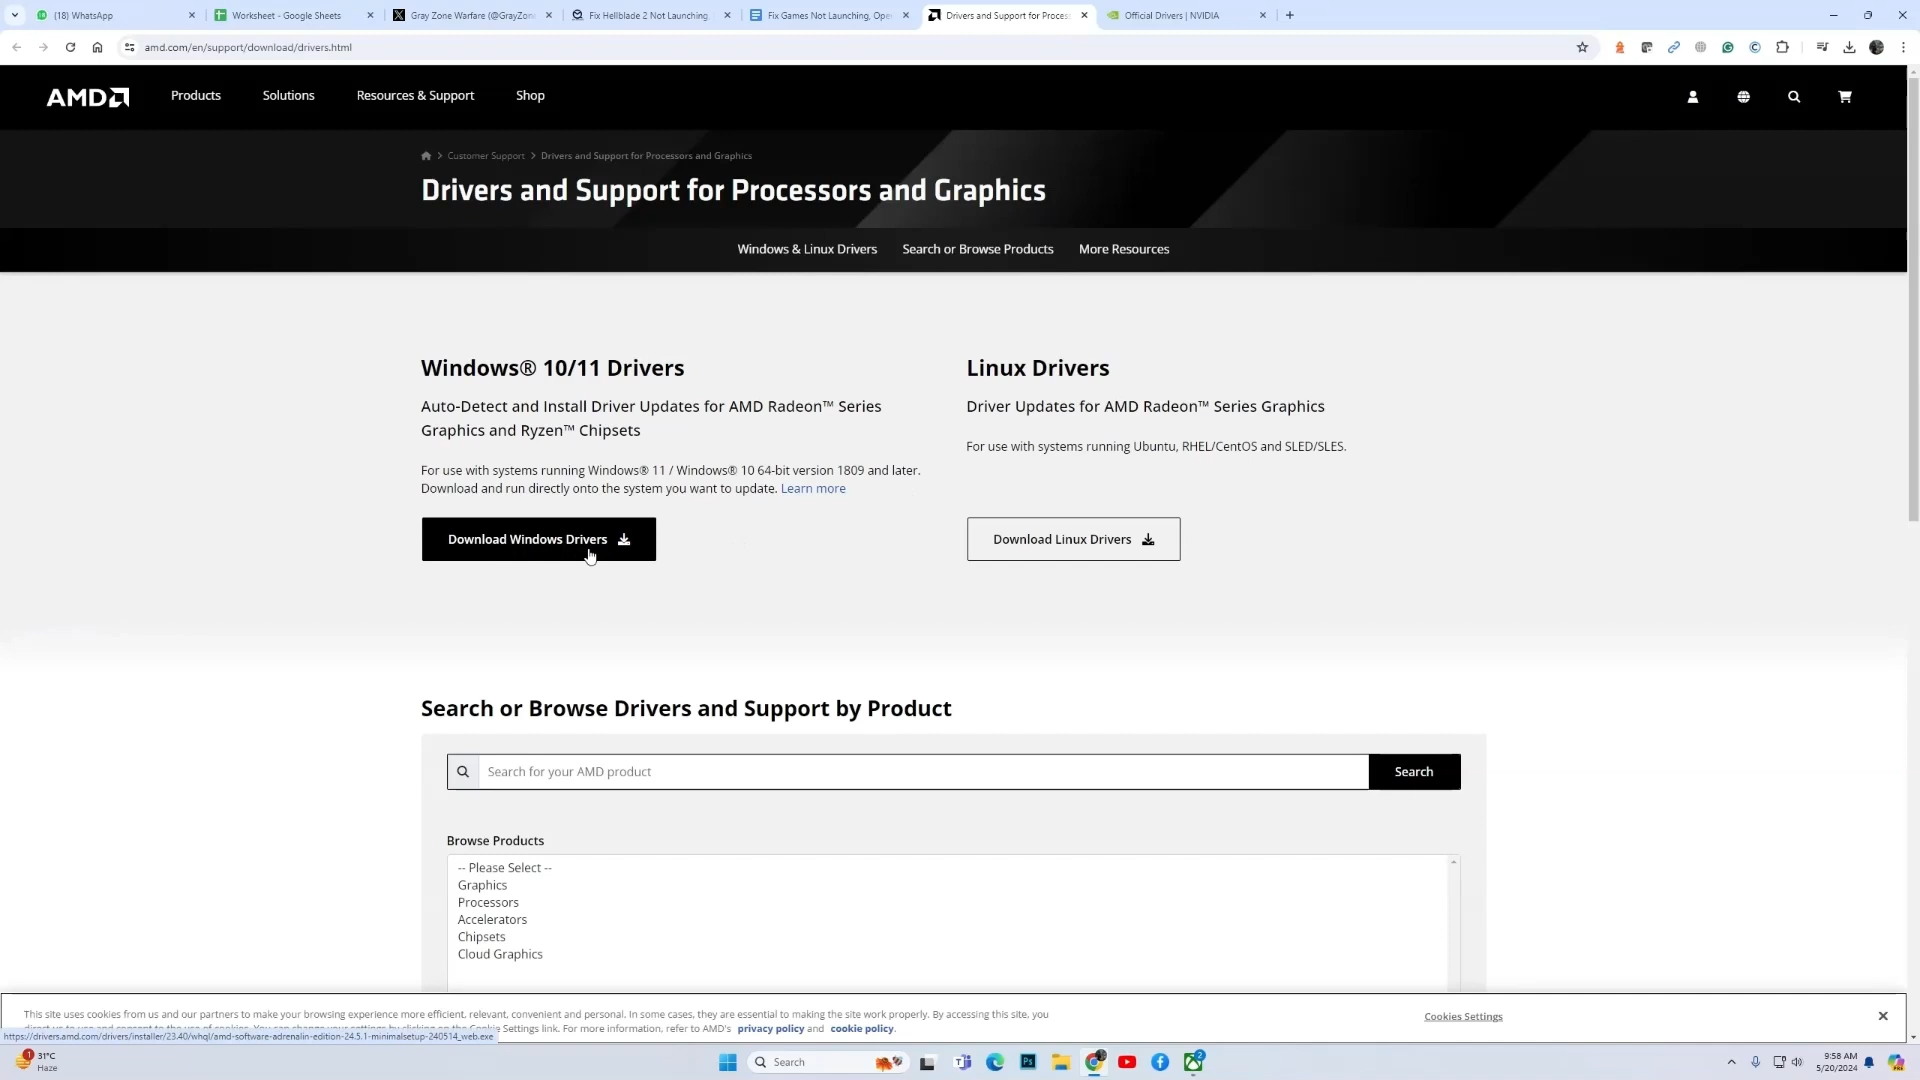 (18) WhatsApp
Worksheet - Google Sheets
Gray Zone Warfare (@GrayZone
Fix Hellblade 2 Not Launching,
Fix Games Not Launching, Ope
Drivers and Support for Process
Official Drivers | NVIDIA
amd.com/en/support/download/drivers.html
AMD
Products
Solutions
Resources & Support
Shop
Customer Support
Drivers and Support for Processors and Graphics
Drivers and Support for Processors and Graphics
Windows & Linux Drivers
Search or Browse Products
More Resources
Windows® 10/11 Drivers
Auto-Detect and Install Driver Updates for AMD Radeon™ Series
Graphics and Ryzen™ Chipsets
For use with systems running Windows® 11 / Windows® 10 64-bit version 1809 and later.
Download and run directly onto the system you want to update. Learn more
Download Windows Drivers
Linux Drivers
Driver Updates for AMD Radeon™ Series Graphics
For use with systems running Ubuntu, RHEL/CentOS and SLED/SLES.
Download Linux Drivers
Search or Browse Drivers and Support by Product
Search for your AMD product
Search
Browse Products
-- Please Select --
Graphics
Processors
Accelerators
Chipsets
Cloud Graphics
This site uses cookies from us and our partners to make your browsing experience more efficient, relevant, convenient and personal. In some cases, they are essential to making the site work properly. By accessing this site, you
Settings link. For more information, refer to AMD's privacy policy and cookie policy.
Cookies Settings
https://drivers.amd.com/drivers/installer/23.40/whql/amd-software-adrenalin-edition-24.5.1-minimalsetup-240514_web.exe
1
31°C
Haze
Search
2
9:58 AM
5/20/2024